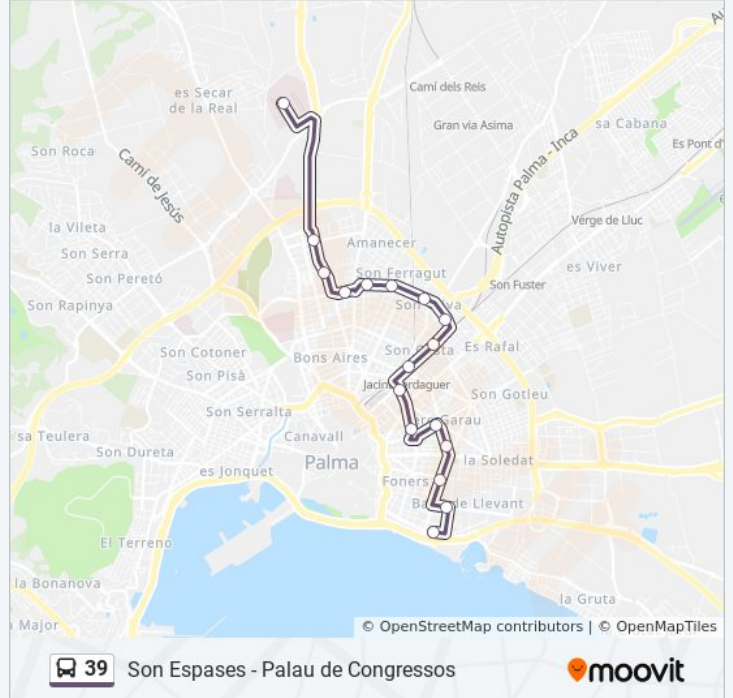 Camí dels Reis
es Secar
de la Real
Gran via Asima
sa Cabana
Es Pont d'
Son Roca
Camí de Jesús
Autopista Palma - Inca
la Vileta
Verge de Lluc
Amanecer
Son Serra
Son Ferragut
es Viver
Son Peretó
Son Fuster
Son Rapinya
Son Cotoner
Bons Aires
Es Rafal
Son Pisà
Son Gotleu
Son Serralta
sa Teulera
Canavall
Son Dureta
Palma
la Soledat
es Jonquet
Foners
de Llevant
El Terreno
la Bonanova
la Gruta
Major
© OpenStreetMap contributors | © OpenMapTiles
39 Son Espases - Palau de Congressos
moovit